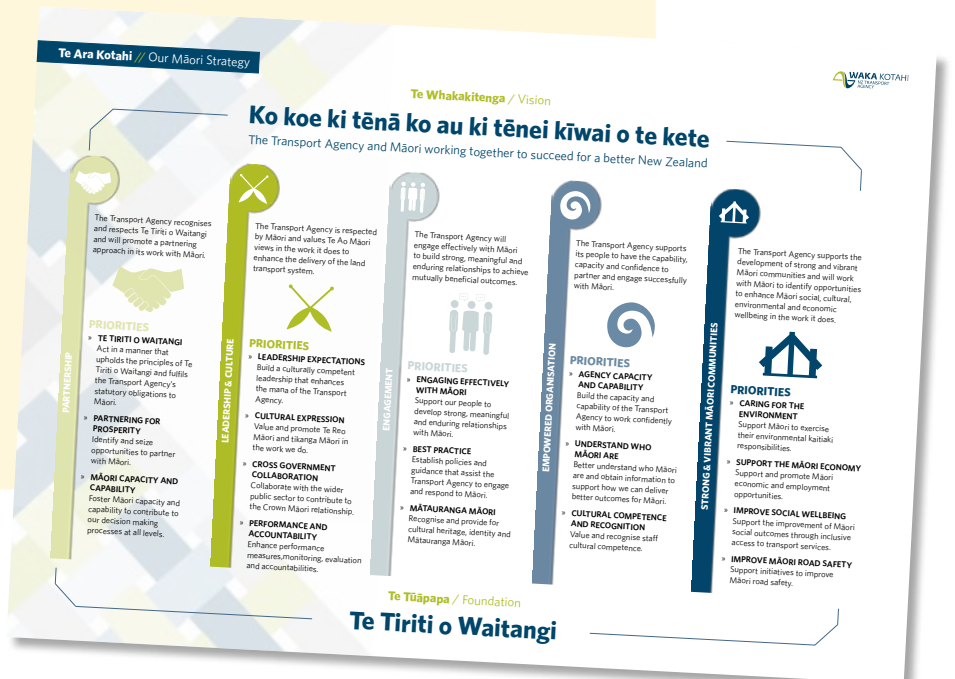 Te Ara Kotahi // Our Māori Strategy
WAKA KOTAHI
NZ TRANSPORT
AGENCY
Te Whakakitenga / Vision
Ko koe ki tēnā ko au ki tēnei kīwai o te kete
The Transport Agency and Māori working together to succeed for a better New Zealand
PARTNERSHIP
The Transport Agency recognises
and respects Te Tiriti o Waitangi
and will promote a partnering
approach in its work with Māori.
PRIORITIES
» TE TIRITI O WAITANGI
Act in a manner that
upholds the principles of Te
Tiriti o Waitangi and fulfils
the Transport Agency's
statutory obligations to
Māori.
» PARTNERING FOR
PROSPERITY
Identify and seize
opportunities to partner
with Māori.
» MĀORI CAPACITY AND
CAPABILITY
Foster Māori capacity and
capability to contribute to
our decision making
processes at all levels.
LEADERSHIP & CULTURE
The Transport Agency is respected
by Māori and values Te Ao Māori
views in the work it does to
enhance the delivery of the land
transport system.
PRIORITIES
» LEADERSHIP EXPECTATIONS
Build a culturally competent
leadership that enhances
the mana of the Transport
Agency.
» CULTURAL EXPRESSION
Value and promote Te Reo
Māori and tikanga Māori in
the work we do.
» CROSS GOVERNMENT
COLLABORATION
Collaborate with the wider
public sector to contribute to
the Crown Māori relationship.
» PERFORMANCE AND
ACCOUNTABILITY
Enhance performance
measures,monitoring, evaluation
and accountabilities.
ENGAGEMENT
The Transport Agency will
engage effectively with Māori
to build strong, meaningful and
enduring relationships to achieve
mutually beneficial outcomes.
PRIORITIES
» ENGAGING EFFECTIVELY
WITH MĀORI
Support our people to
develop strong, meaningful
and enduring relationships
with Māori.
» BEST PRACTICE
Establish policies and
guidance that assist the
Transport Agency to engage
and respond to Māori.
» MĀTAURANGA MĀORI
Recognise and provide for
cultural heritage, identity and
Mātauranga Māori.
EMPOWERED ORGANISATION
The Transport Agency supports
its people to have the capability,
capacity and confidence to
partner and engage successfully
with Māori.
PRIORITIES
» AGENCY CAPACITY
AND CAPABILITY
Build the capacity and
capability of the Transport
Agency to work confidently
with Māori.
» UNDERSTAND WHO
MĀORI ARE
Better understand who Māori
are and obtain information to
support how we can deliver
better outcomes for Māori.
» CULTURAL COMPETENCE
AND RECOGNITION
Value and recognise staff
cultural competence.
STRONG & VIBRANT MĀORI COMMUNITIES
The Transport Agency supports the
development of strong and vibrant
Māori communities and will work
with Māori to identify opportunities
to enhance Māori social, cultural,
environmental and economic
wellbeing in the work it does.
PRIORITIES
» CARING FOR THE
ENVIRONMENT
Support Māori to exercise
their environmental kaitiaki
responsibilities.
» SUPPORT THE MĀORI ECONOMY
Support and promote Māori
economic and employment
opportunities.
» IMPROVE SOCIAL WELLBEING
Support the improvement of Māori
social outcomes through inclusive
access to transport services.
» IMPROVE MĀORI ROAD SAFETY
Support initiatives to improve
Māori road safety.
Te Tūāpapa / Foundation
Te Tiriti o Waitangi